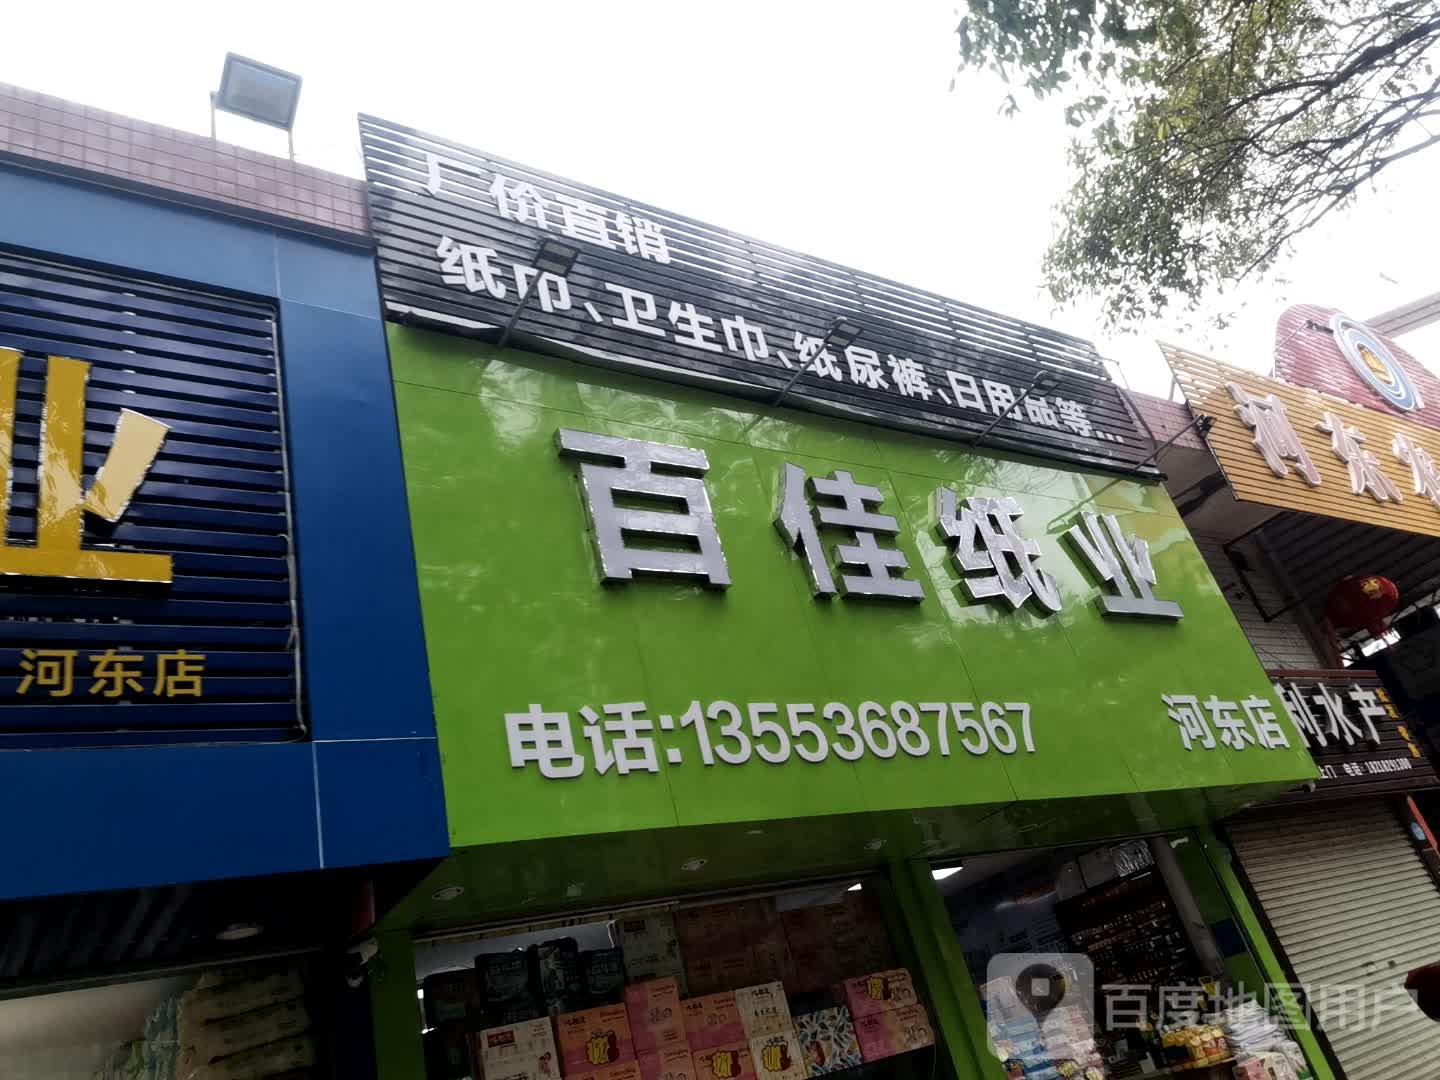 厂价直销
纸巾、卫生巾、纸尿裤、日用品等...
百佳纸业
电话:13553687567
河东店
业
河东店
河东
利水产
百度地图用户